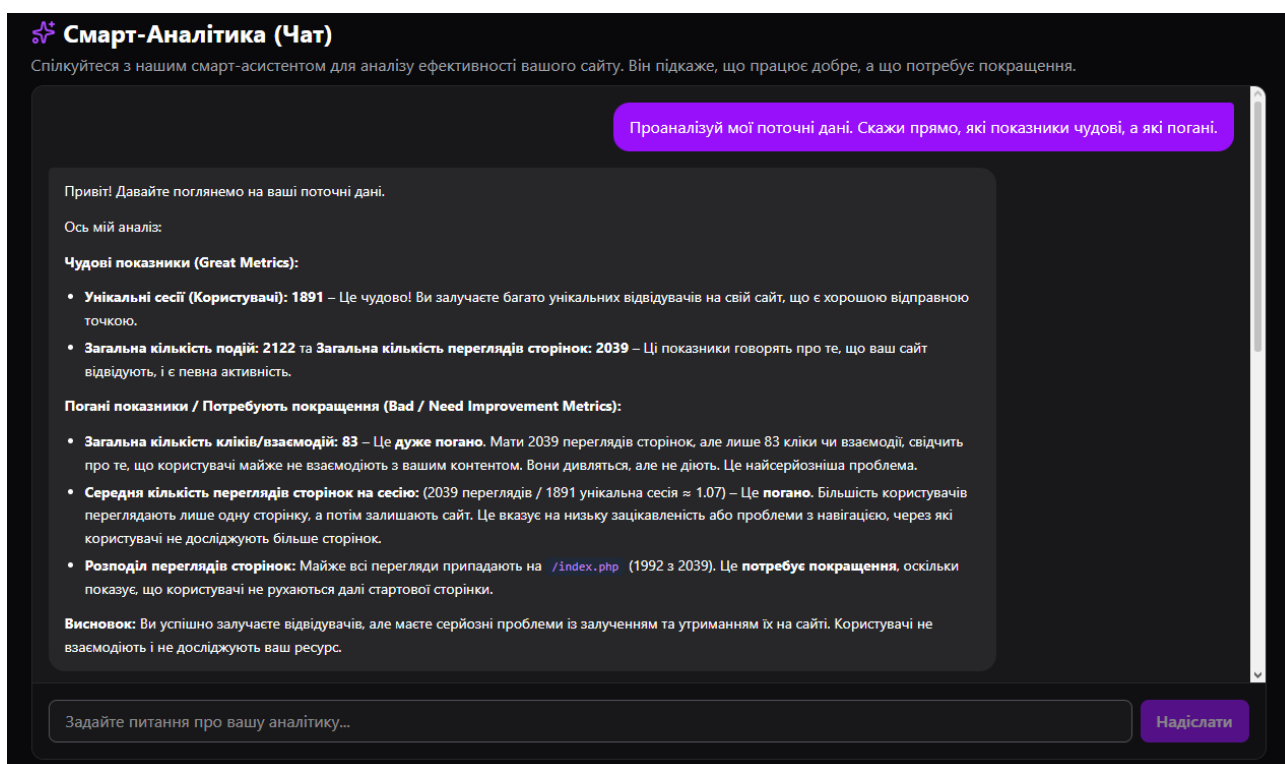 Смарт-Аналітика (Чат)
Спілкуйтеся з нашим смарт-асистентом для аналізу ефективності вашого сайту. Він підкаже, що працює добре, а що потребує покращення.
Проаналізуй мої поточні дані. Скажи прямо, які показники чудові, а які погані.
Привіт! Давайте поглянемо на ваші поточні дані.
Ось мій аналіз:
Чудові показники (Great Metrics):
• Унікальні сесії (Користувачі): 1891 – Це чудово! Ви залучаєте багато унікальних відвідувачів на свій сайт, що є хорошою відправною
точкою.
• Загальна кількість подій: 2122 та Загальна кількість переглядів сторінок: 2039 – Ці показники говорять про те, що ваш сайт
відвідують, і є певна активність.
Погані показники / Потребують покращення (Bad / Need Improvement Metrics):
• Загальна кількість кліків/взаємодій: 83 – Це дуже погано. Мати 2039 переглядів сторінок, але лише 83 кліки чи взаємодії, свідчить
про те, що користувачі майже не взаємодіють з вашим контентом. Вони дивляться, але не діють. Це найсерйозніша проблема.
• Середня кількість переглядів сторінок на сесію: (2039 переглядів / 1891 унікальна сесія ≈ 1.07) – Це погано. Більшість користувачів
переглядають лише одну сторінку, а потім залишають сайт. Це вказує на низьку зацікавленість або проблеми з навігацією, через які
користувачі не досліджують більше сторінок.
• Розподіл переглядів сторінок: Майже всі перегляди припадають на /index.php (1992 з 2039). Це потребує покращення, оскільки
показує, що користувачі не рухаються далі стартової сторінки.
Висновок: Ви успішно залучаєте відвідувачів, але маєте серйозні проблеми із залученням та утриманням їх на сайті. Користувачі не
взаємодіють і не досліджують ваш ресурс.
Задайте питання про вашу аналітику...
Надіслати